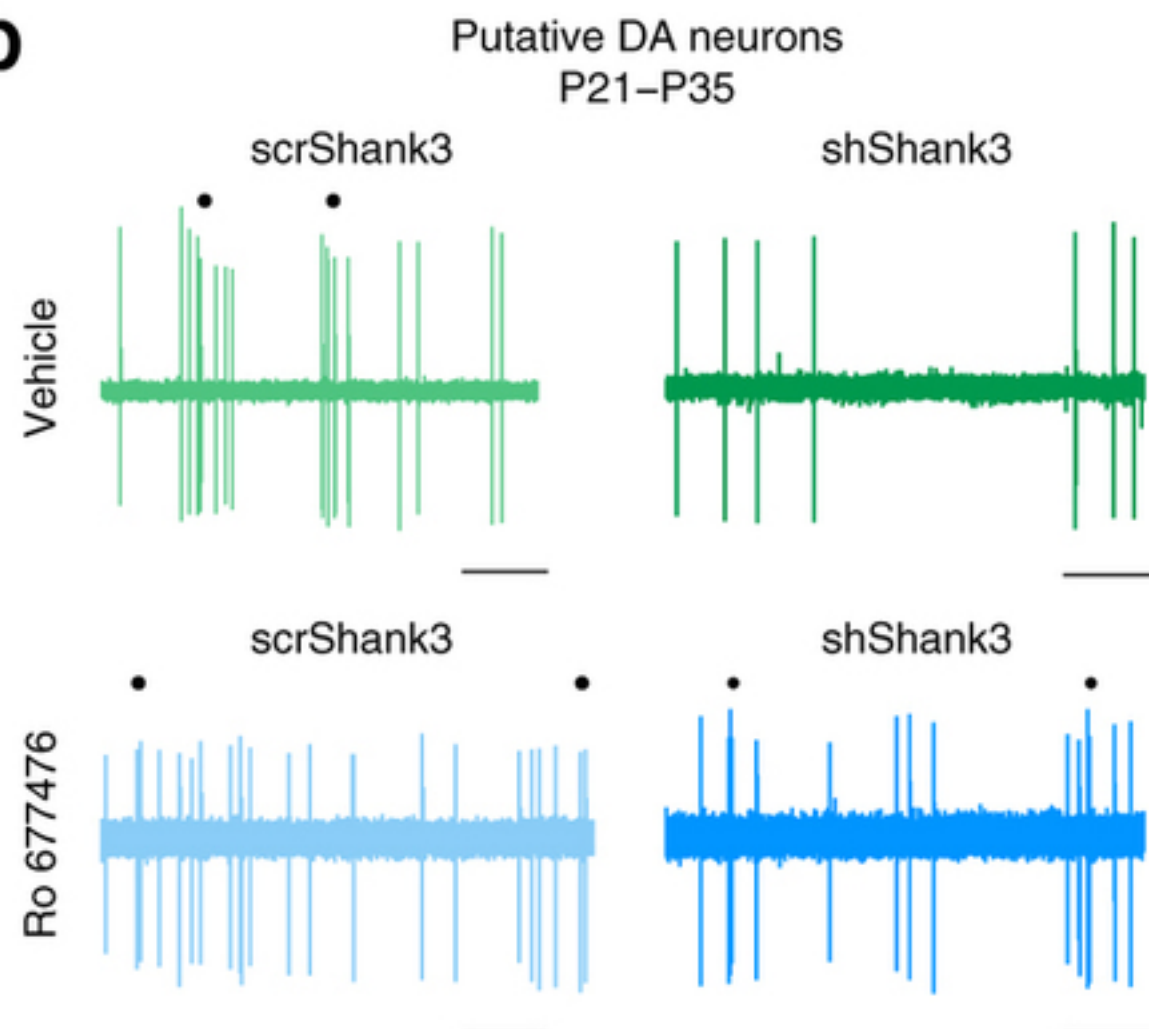 Putative DA neurons
P21–P35
scrShank3
shShank3
Vehicle
scrShank3
shShank3
Ro 677476